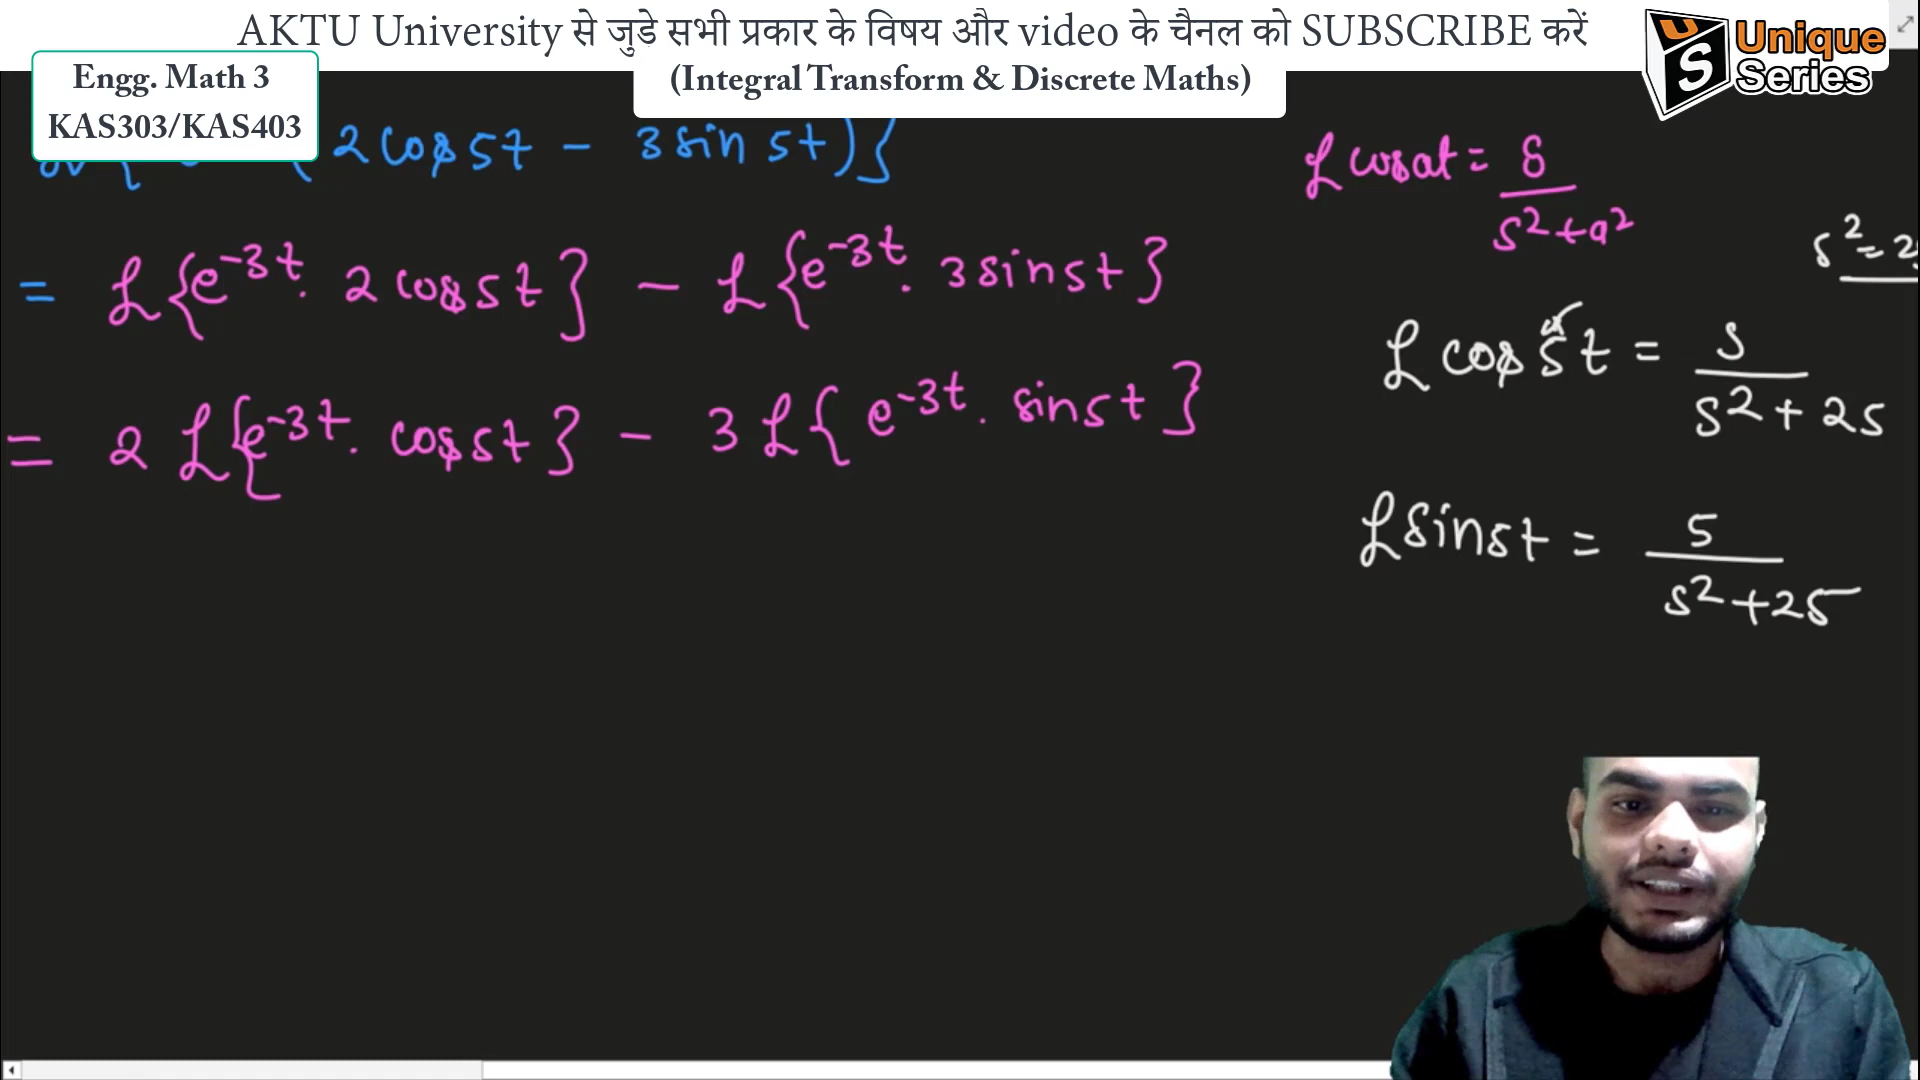 AKTU University से जुडे सभी प्रकार के विषय और video के चैनल को SUBSCRIBE करें
Unique
Series
U
S
Engg. Math 3
KAS303/KAS403
(Integral Transform & Discrete Maths)
2 cos 5t - 3 sin 5t)}
= ℒ{e⁻³ᵗ. 2 cos 5t} - ℒ{e⁻³ᵗ. 3 sin 5t}
= 2 ℒ{e⁻³ᵗ. cos 5t} - 3 ℒ{e⁻³ᵗ. sin 5t}
ℒ cos at = s / s² + a²
s² = 2
ℒ cos 5t = s / s² + 25
ℒ sin 5t = 5 / s² + 25